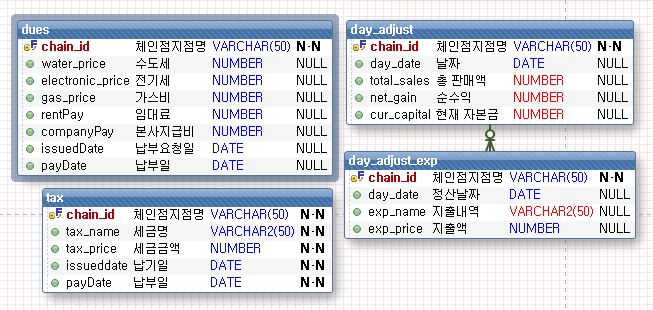 dues
chain_id 체인점지점명 VARCHAR(50) N·N
water_price 수도세 NUMBER NULL
electronic_price 전기세 NUMBER NULL
gas_price 가스비 NUMBER NULL
rentPay 임대료 NUMBER NULL
companyPay 본사지급비 NUMBER NULL
issuedDate 납부요청일 DATE NULL
payDate 납부일 DATE NULL
day_adjust
chain_id 체인점지점명 VARCHAR(50) N·N
day_date 날짜 DATE NULL
total_sales 총 판매액 NUMBER NULL
net_gain 순수익 NUMBER NULL
cur_capital 현재 자본금 NUMBER NULL
day_adjust_exp
chain_id 체인점지점명 VARCHAR(50) N·N
day_date 정산날짜 DATE NULL
exp_name 지출내역 VARCHAR2(50) NULL
exp_price 지출액 NUMBER NULL
tax
chain_id 체인점지점명 VARCHAR(50) N·N
tax_name 세금명 VARCHAR2(50) N·N
tax_price 세금금액 NUMBER N·N
issueddate 납기일 DATE N·N
payDate 납부일 DATE N·N